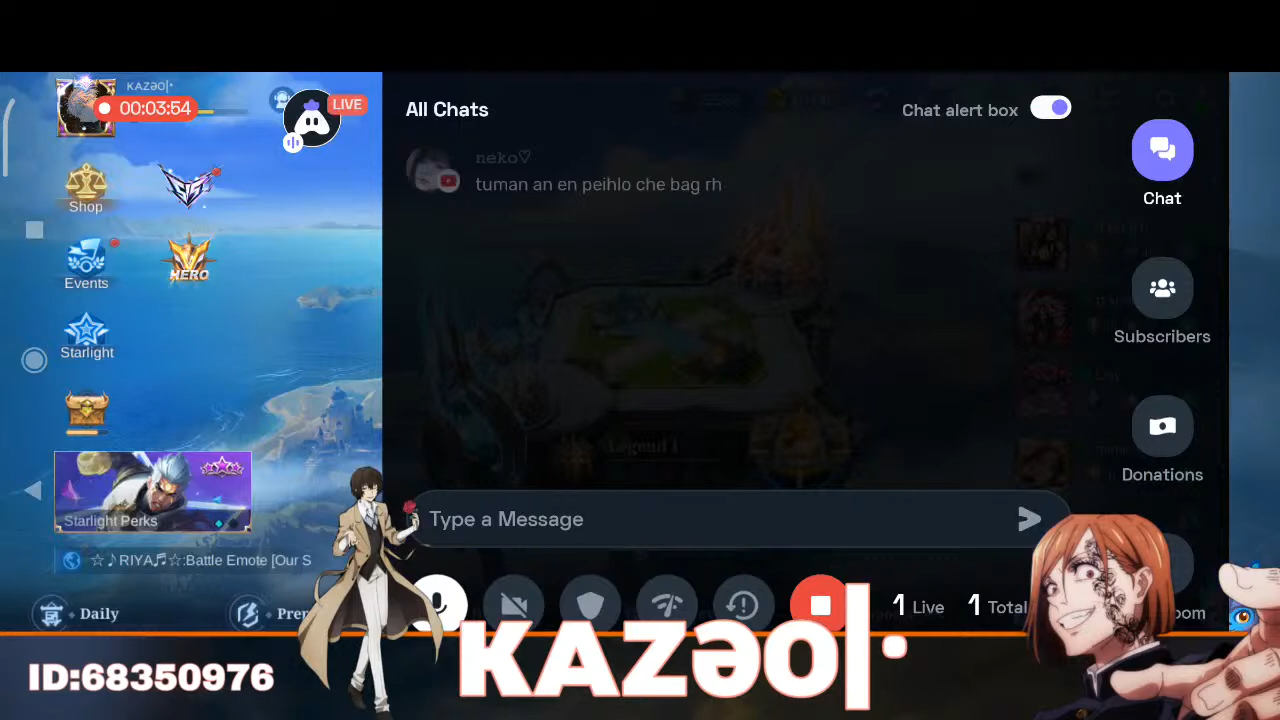 KAZƏO|•
00:03:54
LIVE
All Chats
Chat alert box
neko♡
tuman an en peihlo che bag rh
Chat
Shop
HERO
Events
Subscribers
Starlight
Legend I
Donations
Starlight Perks
Type a Message
☆♪RIYA♬☆:Battle Emote [Our S
Daily
1 Live
1 Total
ID:68350976
KAZƏO|•